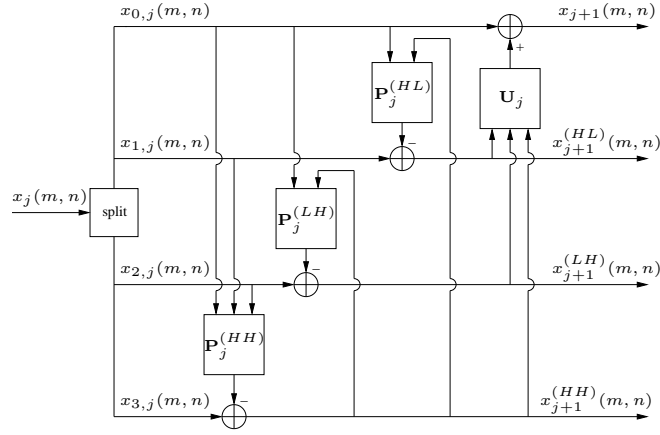 x_{0,j}(m, n) x_{j+1}(m, n)
+
P_j^{(HL)} U_j
−
x_{1,j}(m, n) x_{j+1}^{(HL)}(m, n)
x_j(m, n) split
P_j^{(LH)}
−
x_{2,j}(m, n) x_{j+1}^{(LH)}(m, n)
P_j^{(HH)}
−
x_{3,j}(m, n) x_{j+1}^{(HH)}(m, n)